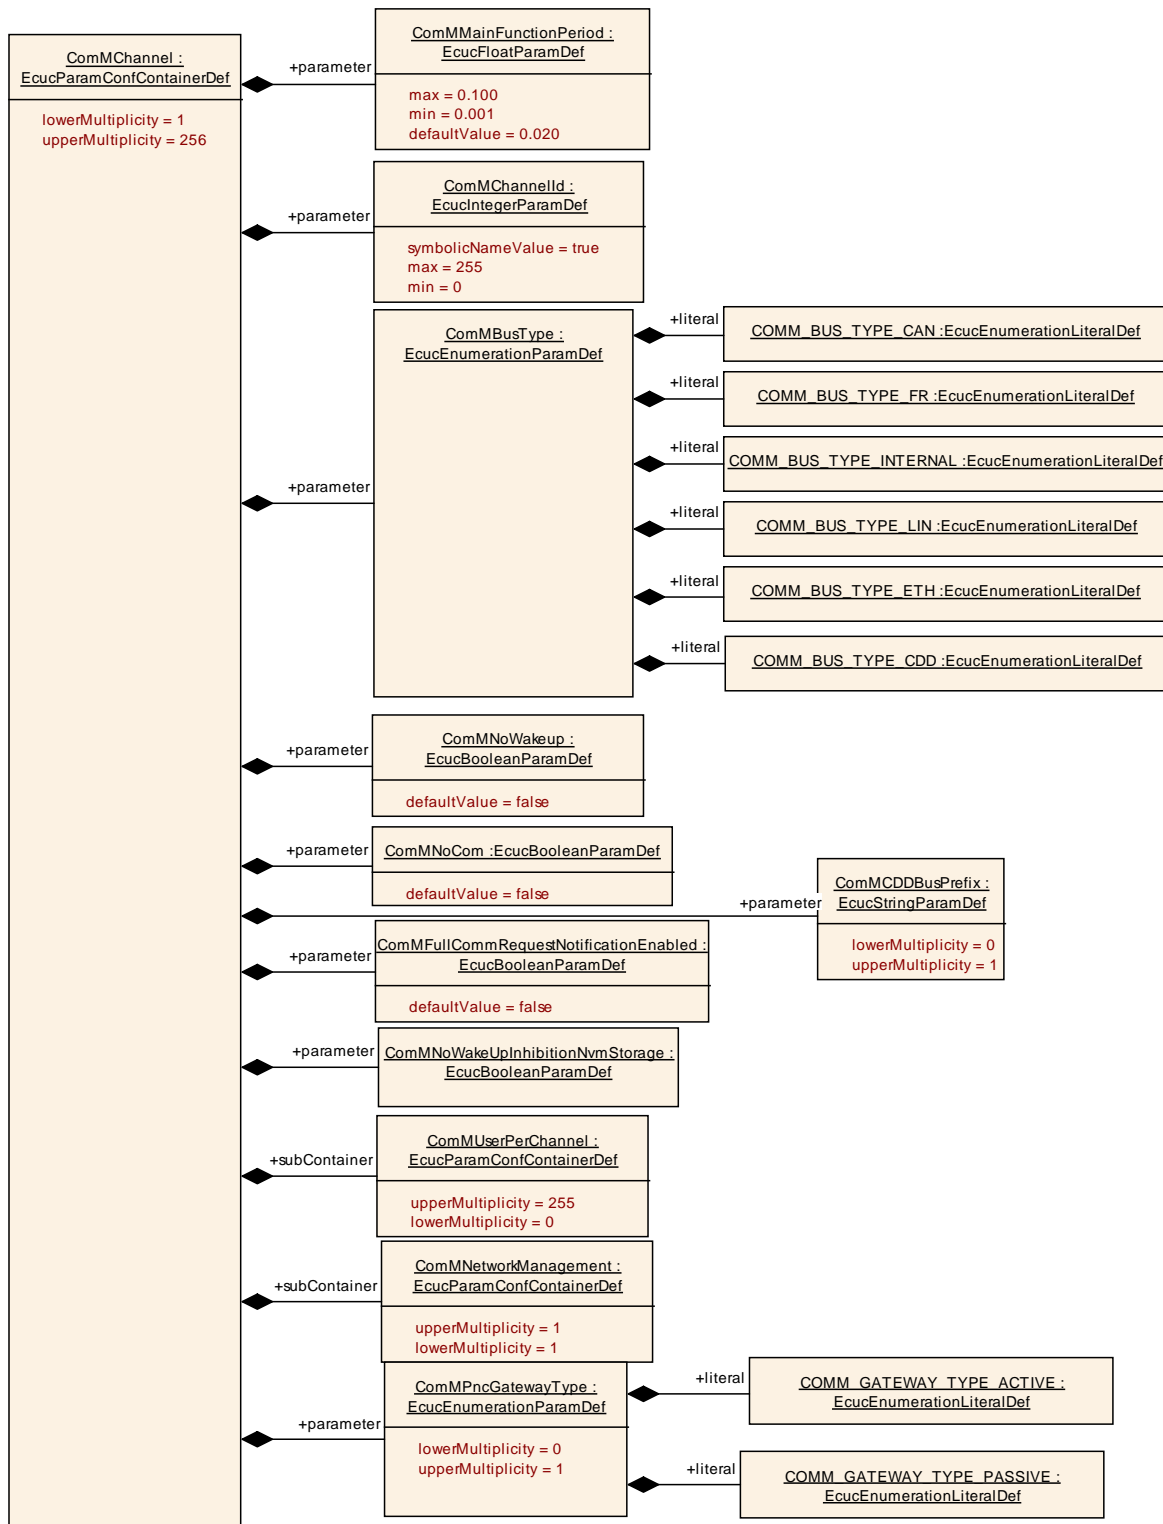 ComMChannel :
EcucParamConfContainerDef
lowerMultiplicity = 1
upperMultiplicity = 256
+parameter
ComMMainFunctionPeriod :
EcucFloatParamDef
max = 0.100
min = 0.001
defaultValue = 0.020
+parameter
ComMChannelId :
EcucIntegerParamDef
symbolicNameValue = true
max = 255
min = 0
+parameter
ComMBusType :
EcucEnumerationParamDef
+literal
COMM_BUS_TYPE_CAN :EcucEnumerationLiteralDef
+literal
COMM_BUS_TYPE_FR :EcucEnumerationLiteralDef
+literal
COMM_BUS_TYPE_INTERNAL :EcucEnumerationLiteralDef
+literal
COMM_BUS_TYPE_LIN :EcucEnumerationLiteralDef
+literal
COMM_BUS_TYPE_ETH :EcucEnumerationLiteralDef
+literal
COMM_BUS_TYPE_CDD :EcucEnumerationLiteralDef
+parameter
ComMNoWakeup :
EcucBooleanParamDef
defaultValue = false
+parameter
ComMNoCom :EcucBooleanParamDef
defaultValue = false
+parameter
ComMCDDBusPrefix :
EcucStringParamDef
lowerMultiplicity = 0
upperMultiplicity = 1
+parameter
ComMFullCommRequestNotificationEnabled :
EcucBooleanParamDef
defaultValue = false
+parameter
ComMNoWakeUpInhibitionNvmStorage :
EcucBooleanParamDef
+subContainer
ComMUserPerChannel :
EcucParamConfContainerDef
upperMultiplicity = 255
lowerMultiplicity = 0
+subContainer
ComMNetworkManagement :
EcucParamConfContainerDef
upperMultiplicity = 1
lowerMultiplicity = 1
+parameter
ComMPncGatewayType :
EcucEnumerationParamDef
lowerMultiplicity = 0
upperMultiplicity = 1
+literal
COMM_GATEWAY_TYPE_ACTIVE :
EcucEnumerationLiteralDef
+literal
COMM_GATEWAY_TYPE_PASSIVE :
EcucEnumerationLiteralDef